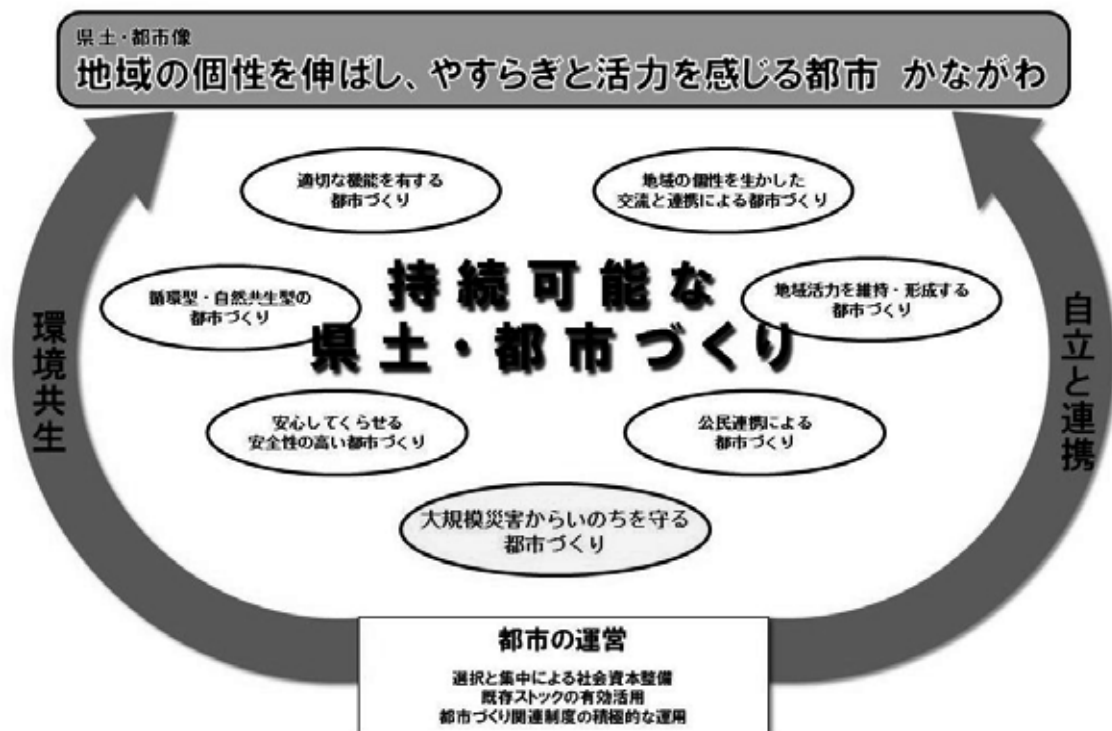 県土・都市像
地域の個性を伸ばし、やすらぎと活力を感じる都市 かながわ
適切な機能を有する
都市づくり
地域の個性を生かした
交流と連携による都市づくり
持続可能な
県土・都市づくり
循環型・自然共生型の
都市づくり
地域活力を維持・形成する
都市づくり
環境共生
自立と連携
安心してくらせる
安全性の高い都市づくり
公民連携による
都市づくり
大規模災害からいのちを守る
都市づくり
都市の運営
選択と集中による社会資本整備
既存ストックの有効活用
都市づくり関連制度の積極的な運用